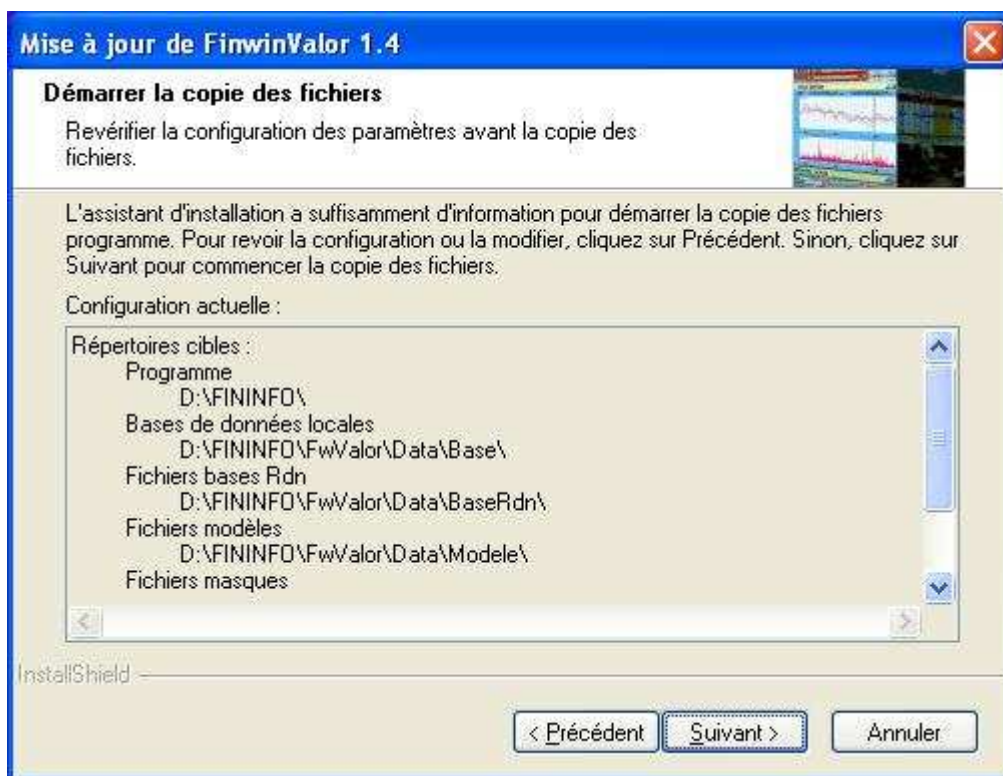 Mise à jour de FinwinValor 1.4
Démarrer la copie des fichiers
Revérifier la configuration des paramètres avant la copie des
fichiers.
L'assistant d'installation a suffisamment d'information pour démarrer la copie des fichiers
programme. Pour revoir la configuration ou la modifier, cliquez sur Précédent. Sinon, cliquez sur
Suivant pour commencer la copie des fichiers.
Configuration actuelle :
Répertoires cibles :
Programme
D:\FININFO\
Bases de données locales
D:\FININFO\FwValor\Data\Base\
Fichiers bases Rdn
D:\FININFO\FwValor\Data\BaseRdn\
Fichiers modèles
D:\FININFO\FwValor\Data\Modele\
Fichiers masques
InstallShield
< Précédent
Suivant >
Annuler